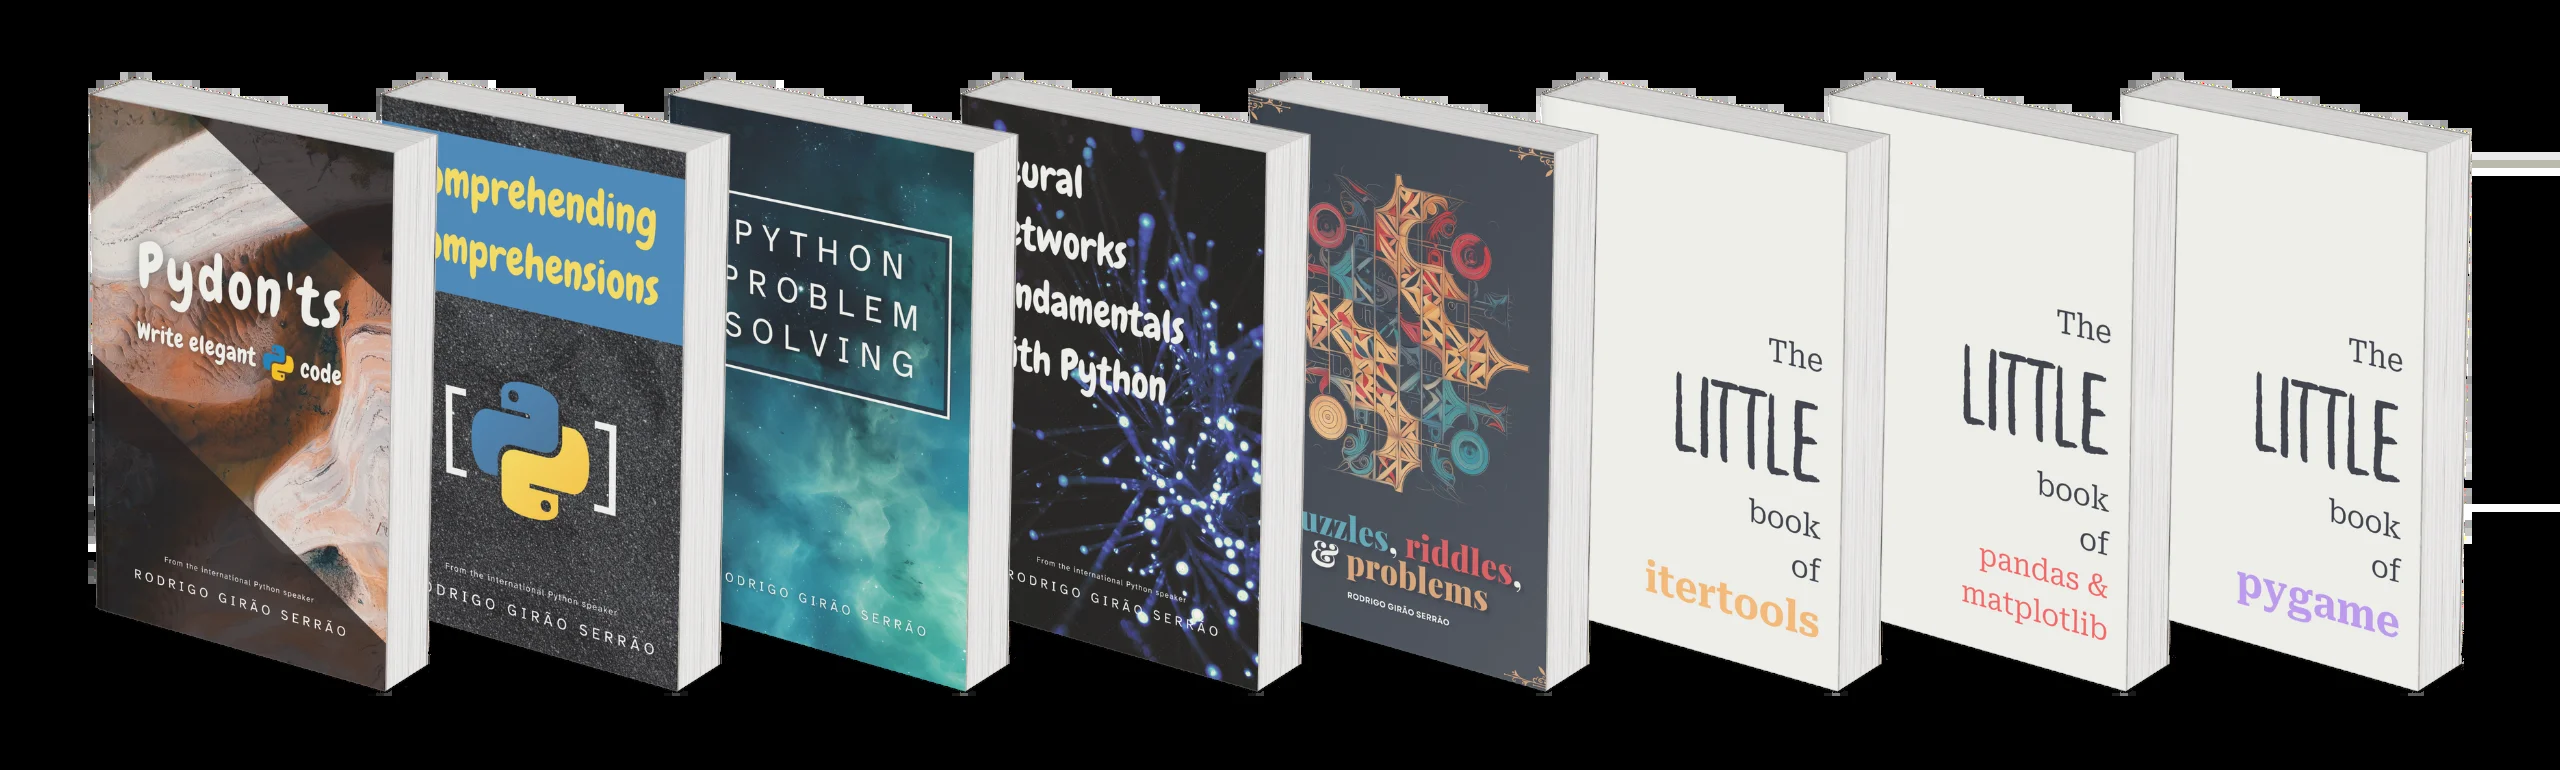 Pydon'ts
Write elegant code
From the international Python speaker
RODRIGO GIRÃO SERRÃO
omprehending
omprehensions
From the international Python speaker
ODRIGO GIRÃO SERRÃO
PYTHON
PROBLEM
SOLVING
ODRIGO GIRÃO SERRÃO
eural
etworks
ndamentals
ith Python
From the international Python speaker
RODRIGO GIRÃO SERRÃO
uzzles, riddles,
& problems
RODRIGO GIRÃO SERRÃO
The
LITTLE
book
of
itertools
The
LITTLE
book
of
pandas &
matplotlib
The
LITTLE
book
of
pygame